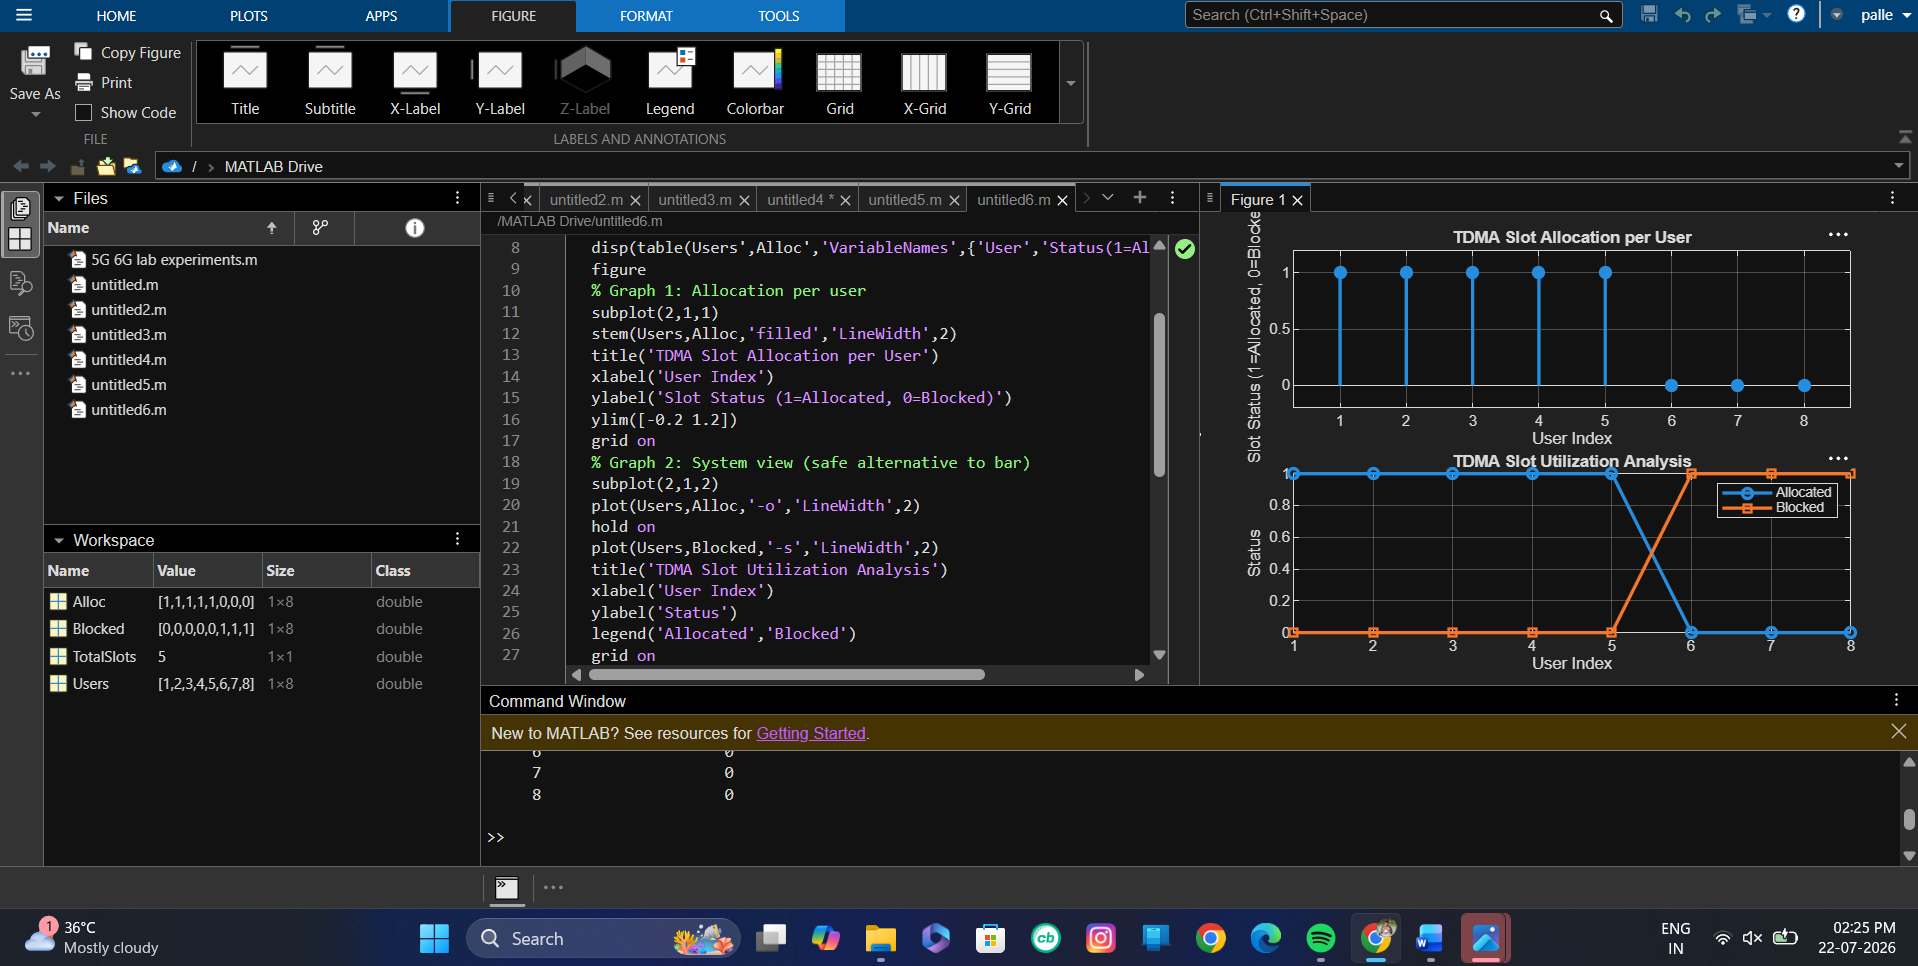 HOME
PLOTS
APPS
FIGURE
FORMAT
TOOLS
Search (Ctrl+Shift+Space)
palle
Save As
Copy Figure
Print
Show Code
FILE
Title
Subtitle
X-Label
Y-Label
Z-Label
Legend
Colorbar
Grid
X-Grid
Y-Grid
LABELS AND ANNOTATIONS
/ › MATLAB Drive
Files
Name
5G 6G lab experiments.m
untitled.m
untitled2.m
untitled3.m
untitled4.m
untitled5.m
untitled6.m
Workspace
Name Value Size Class
Alloc [1,1,1,1,1,0,0,0] 1×8 double
Blocked [0,0,0,0,0,1,1,1] 1×8 double
TotalSlots 5 1×1 double
Users [1,2,3,4,5,6,7,8] 1×8 double
untitled2.m
untitled3.m
untitled4 *
untitled5.m
untitled6.m
/MATLAB Drive/untitled6.m
8 disp(table(Users',Alloc','VariableNames',{'User','Status(1=Al
9 figure
10 % Graph 1: Allocation per user
11 subplot(2,1,1)
12 stem(Users,Alloc,'filled','LineWidth',2)
13 title('TDMA Slot Allocation per User')
14 xlabel('User Index')
15 ylabel('Slot Status (1=Allocated, 0=Blocked)')
16 ylim([-0.2 1.2])
17 grid on
18 % Graph 2: System view (safe alternative to bar)
19 subplot(2,1,2)
20 plot(Users,Alloc,'-o','LineWidth',2)
21 hold on
22 plot(Users,Blocked,'-s','LineWidth',2)
23 title('TDMA Slot Utilization Analysis')
24 xlabel('User Index')
25 ylabel('Status')
26 legend('Allocated','Blocked')
27 grid on
Figure 1
TDMA Slot Allocation per User
Slot Status (1=Allocated, 0=Blocke
1
0.5
0
1 2 3 4 5 6 7 8
User Index
TDMA Slot Utilization Analysis
Status
1
0.8
0.6
0.4
0.2
0
Allocated
Blocked
1 2 3 4 5 6 7 8
User Index
Command Window
New to MATLAB? See resources for Getting Started.
6 0
7 0
8 0
>>
1
36°C
Mostly cloudy
Search
cb
W
ENG
IN
02:25 PM
22-07-2026